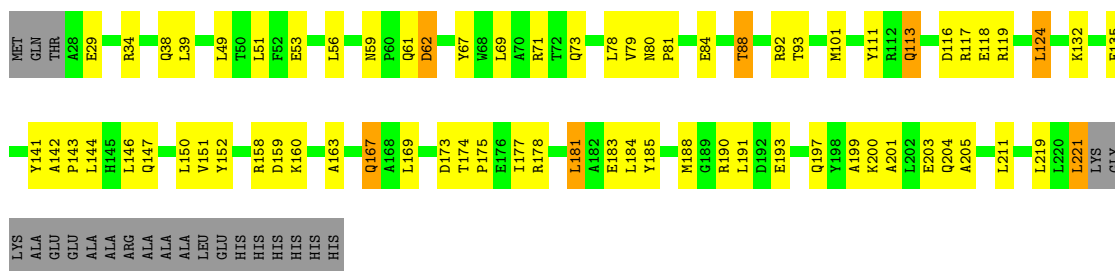 MET GLN THR A28 E29 R34 Q38 L39 L49 T50 L51 F52 E53 L56 N59 P60 Q61 D62 Y67 W68 L69 A70 R71 T72 Q73 L78 V79 N80 P81 E84 T88 R92 T93 M101 Y111 R112 Q113 D116 R117 E118 R119 L124 K132 E135
Y141 A142 P143 L144 H145 L146 Q147 L150 V151 Y152 R158 D159 K160 A163 Q167 A168 L169 D173 T174 P175 E176 I177 R178 L181 A182 E183 L184 Y185 M188 G189 R190 L191 D192 E193 Q197 Y198 A199 K200 A201 L202 E203 Q204 A205 L211 L219 L220 L221 LYS GLY
LYS ALA GLU GLU ALA ALA ARG ALA ALA ALA LEU GLU HIS HIS HIS HIS HIS HIS